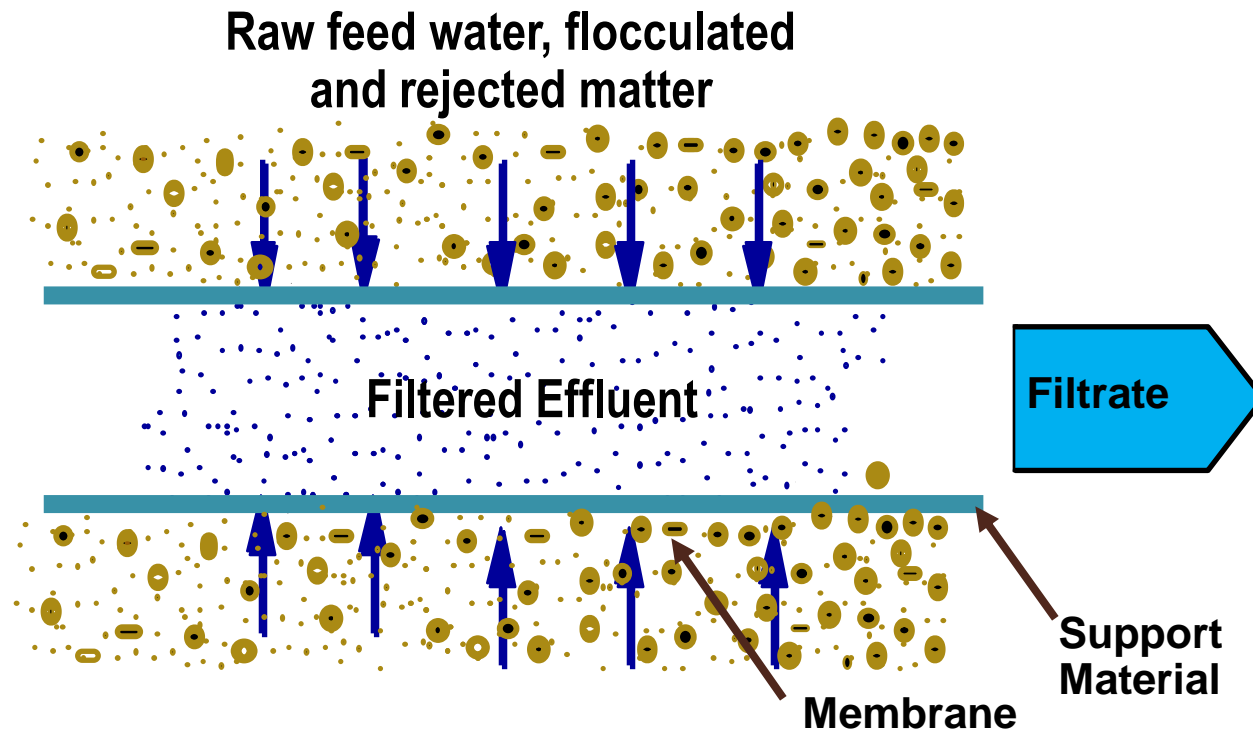 Raw feed water, flocculated
and rejected matter
Filtered Effluent
Filtrate
Support
Material
Membrane